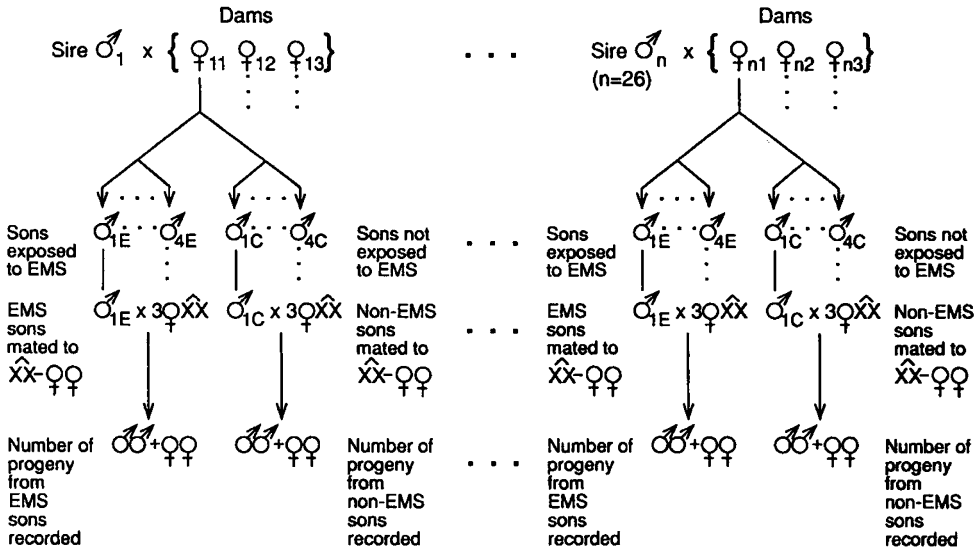 Dams Dams
Sire ♂1 x { ♀11 ♀12 ♀13 } . . . Sire ♂n x { ♀n1 ♀n2 ♀n3 }
(n=26)
Sons exposed to EMS
♂1E . . . ♂4E ♂1C . . . ♂4C
Sons not exposed to EMS
. . .
Sons exposed to EMS
♂1E . . . ♂4E ♂1C . . . ♂4C
Sons not exposed to EMS
EMS sons mated to X͡X-♀♀
♂1E x 3♀X͡X ♂1C x 3♀X͡X
Non-EMS sons mated to X͡X-♀♀
. . .
EMS sons mated to X͡X-♀♀
♂1E x 3♀X͡X ♂1C x 3♀X͡X
Non-EMS sons mated to X͡X-♀♀
Number of progeny from EMS sons recorded
♂♂+♀♀ ♂♂+♀♀
Number of progeny from non-EMS sons recorded
. . .
Number of progeny from EMS sons recorded
♂♂+♀♀ ♂♂+♀♀
Number of progeny from non-EMS sons recorded